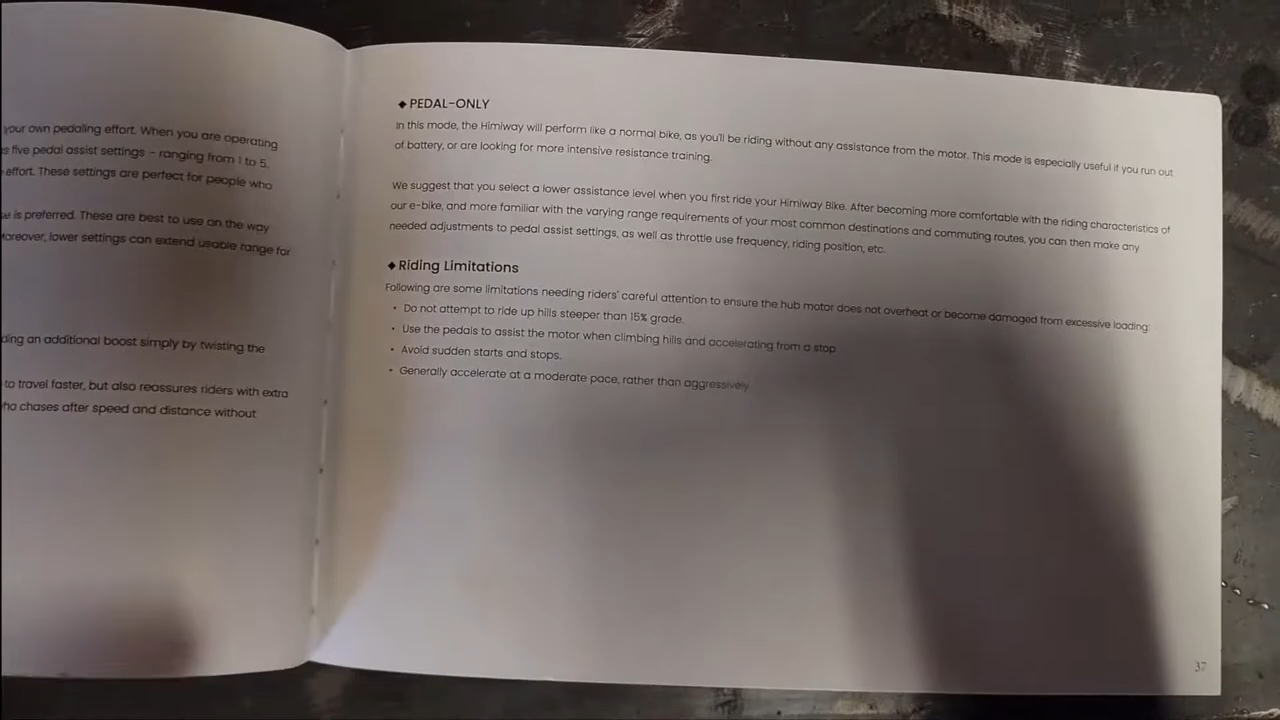 your own pedaling effort. When you are operating
five pedal assist settings – ranging from 1 to 5.
effort. These settings are perfect for people who
is preferred. These are best to use on the way
Moreover, lower settings can extend usable range for
ding an additional boost simply by twisting the
to travel faster, but also reassures riders with extra
who chases after speed and distance without
◆ PEDAL-ONLY
In this mode, the Himiway will perform like a normal bike, as you'll be riding without any assistance from the motor. This mode is especially useful if you run out
of battery, or are looking for more intensive resistance training.
We suggest that you select a lower assistance level when you first ride your Himiway Bike. After becoming more comfortable with the riding characteristics of
our e-bike, and more familiar with the varying range requirements of your most common destinations and commuting routes, you can then make any
needed adjustments to pedal assist settings, as well as throttle use frequency, riding position, etc.
◆ Riding Limitations
Following are some limitations needing riders' careful attention to ensure the hub motor does not overheat or become damaged from excessive loading:
• Do not attempt to ride up hills steeper than 15% grade.
• Use the pedals to assist the motor when climbing hills and accelerating from a stop
• Avoid sudden starts and stops.
• Generally accelerate at a moderate pace, rather than aggressively
37